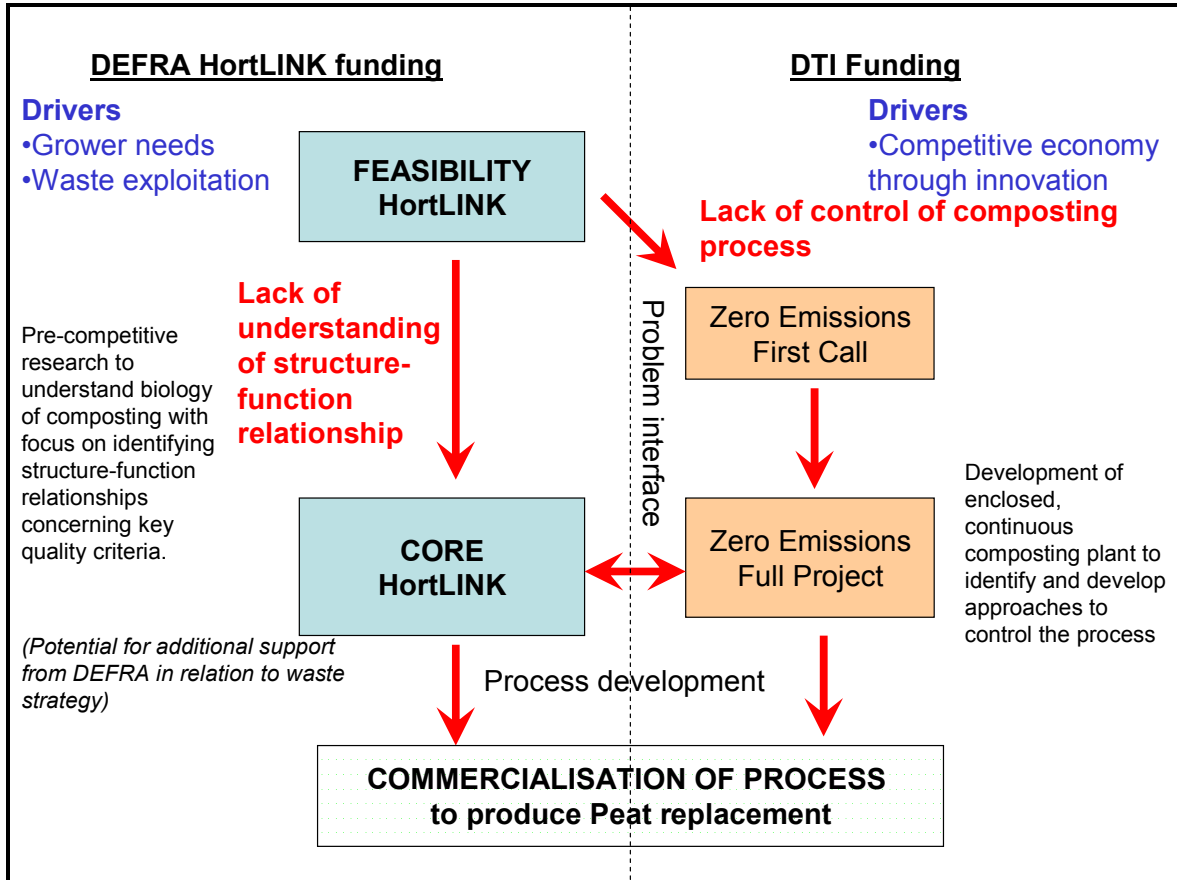 DEFRA HortLINK funding
Drivers
•Grower needs
•Waste exploitation
FEASIBILITY
HortLINK
Lack of
understanding
of structure-
function
relationship
Pre-competitive
research to
understand biology
of composting with
focus on identifying
structure-function
relationships
concerning key
quality criteria.
CORE
HortLINK
(Potential for additional support
from DEFRA in relation to waste
strategy)
DTI Funding
Drivers
•Competitive economy
through innovation
Lack of control of composting
process
Problem interface
Zero Emissions
First Call
Zero Emissions
Full Project
Development of
enclosed,
continuous
composting plant to
identify and develop
approaches to
control the process
Process development
COMMERCIALISATION OF PROCESS
to produce Peat replacement